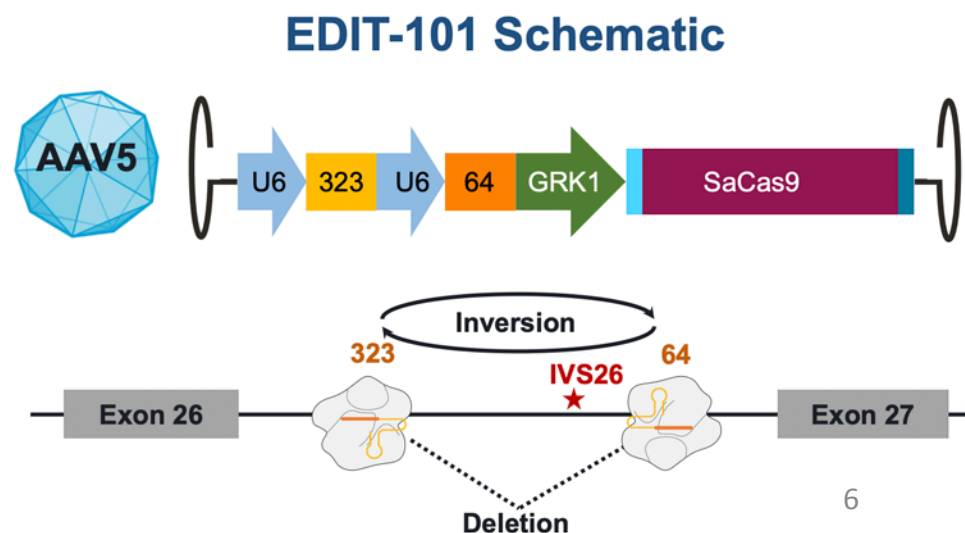 EDIT-101 Schematic
AAV5
U6
323
U6
64
GRK1
SaCas9
Inversion
323
64
IVS26
Exon 26
Exon 27
Deletion
6